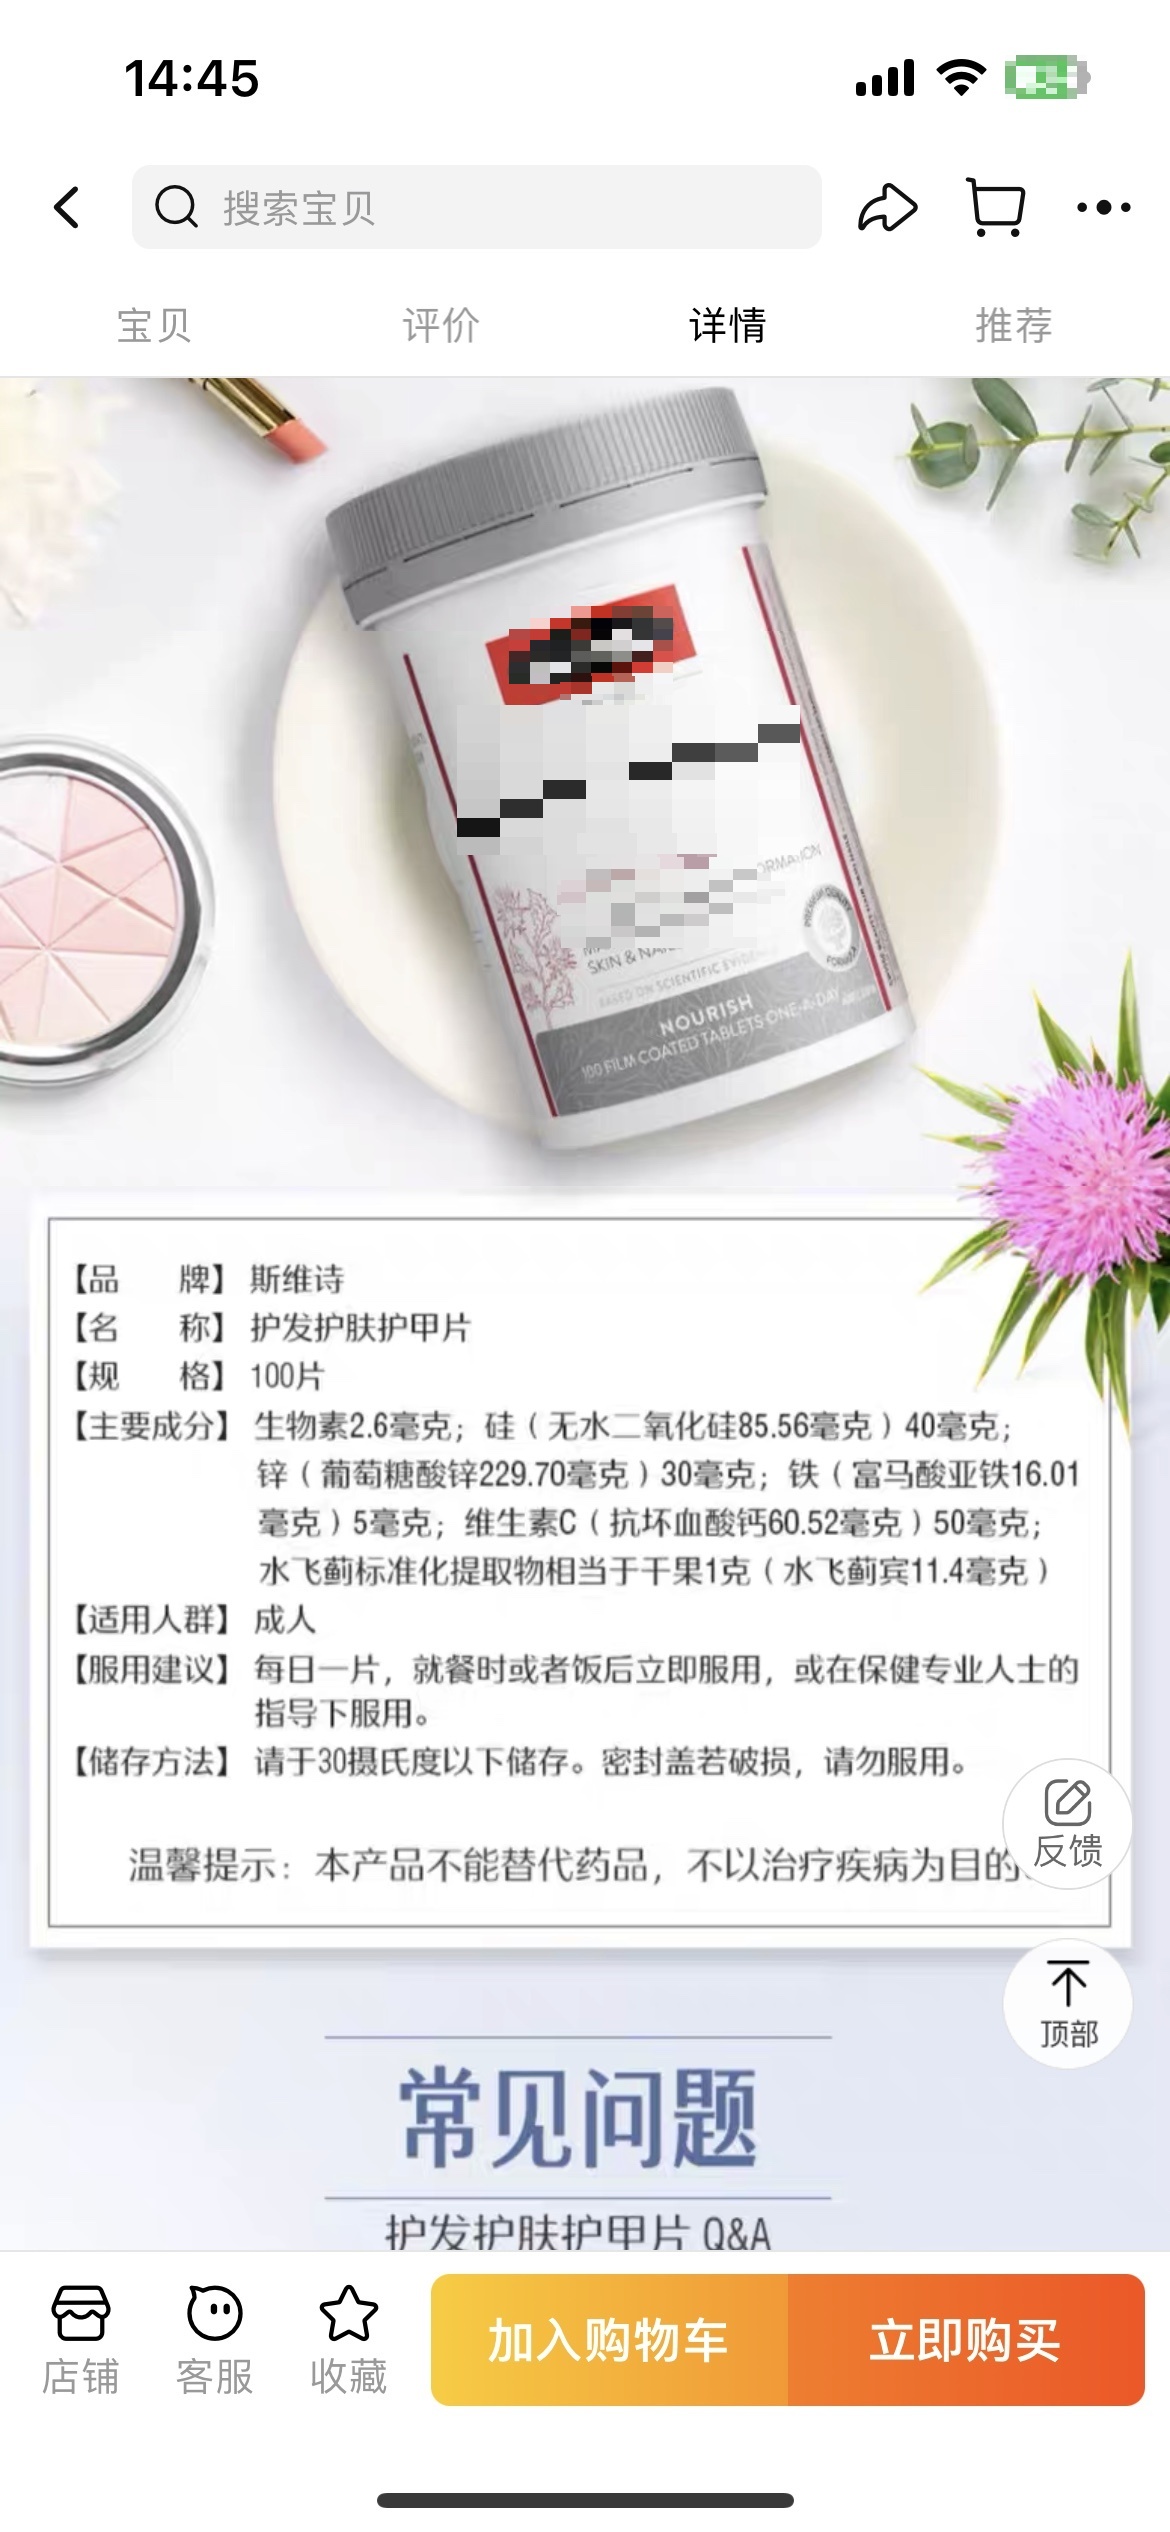 14:45
搜索宝贝
宝贝 评价 详情 推荐
SKIN &
BASED ON SCIENTIFIC
PREMIUM QUALITY
FORMULA
NOURISH
100 FILM COATED TABLETS ONE-A-DAY
【品 牌】 斯维诗
【名 称】 护发护肤护甲片
【规 格】 100片
【主要成分】 生物素2.6毫克；硅（无水二氧化硅85.56毫克）40毫克；
锌（葡萄糖酸锌229.70毫克）30毫克；铁（富马酸亚铁16.01
毫克）5毫克；维生素C（抗坏血酸钙60.52毫克）50毫克；
水飞蓟标准化提取物相当于干果1克（水飞蓟宾11.4毫克）
【适用人群】 成人
【服用建议】 每日一片，就餐时或者饭后立即服用，或在保健专业人士的
指导下服用。
【储存方法】 请于30摄氏度以下储存。密封盖若破损，请勿服用。
反馈
温馨提示：本产品不能替代药品，不以治疗疾病为目的
顶部
常见问题
护发护肤护甲片 Q&A
店铺 客服 收藏 加入购物车 立即购买